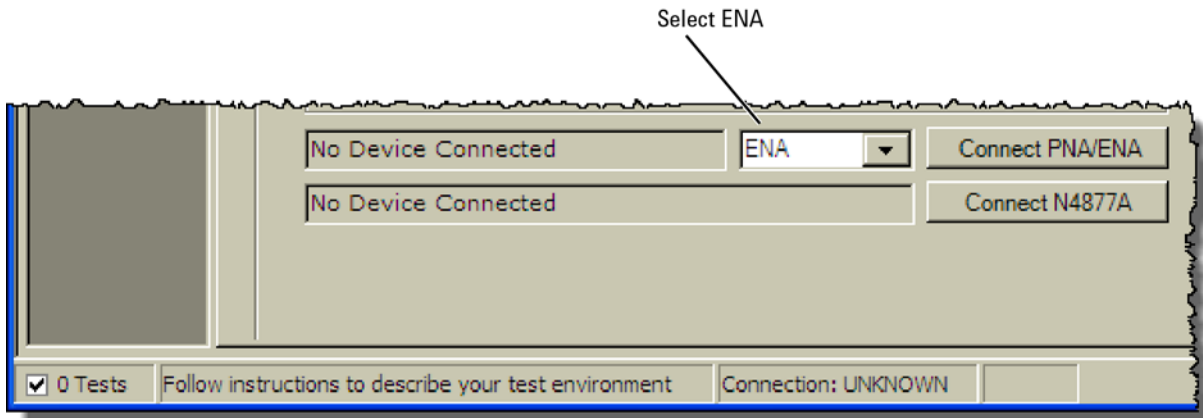 Select ENA
No Device Connected ENA Connect PNA/ENA
No Device Connected Connect N4877A
0 Tests Follow instructions to describe your test environment Connection: UNKNOWN